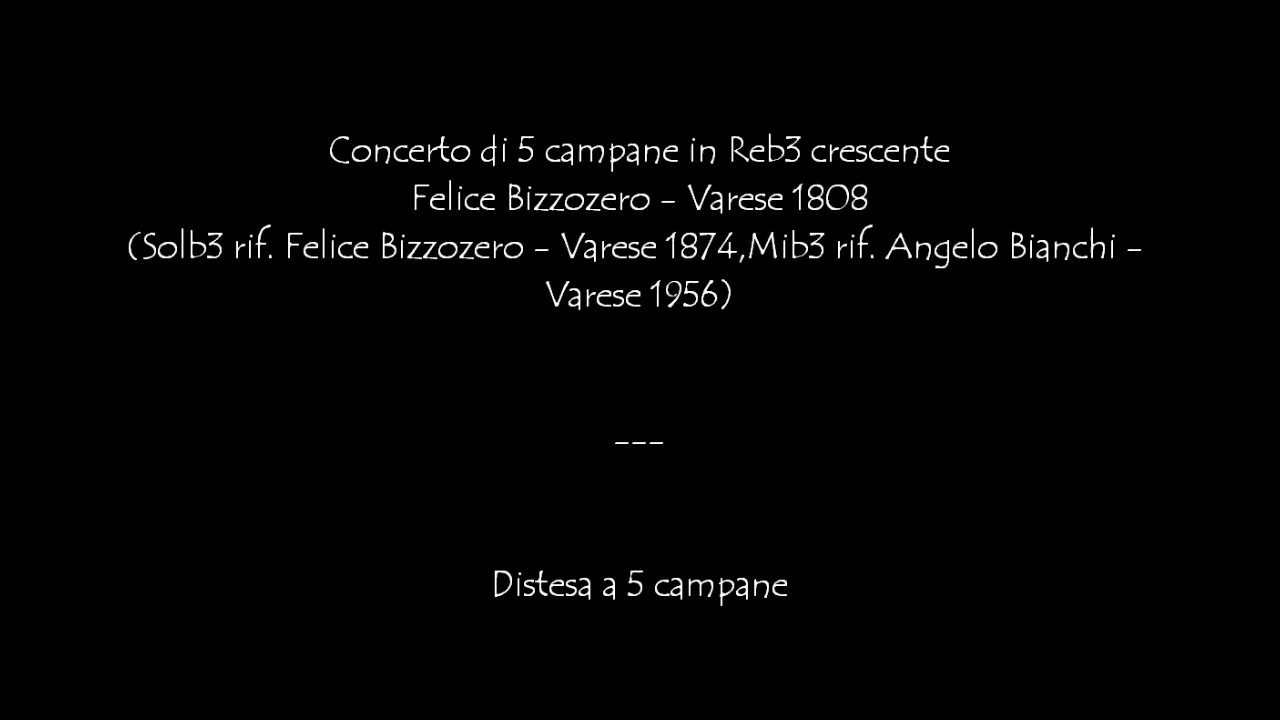 Concerto di 5 campane in Reb3 crescente
Felice Bizzozero - Varese 1808
(Solb3 rif. Felice Bizzozero - Varese 1874,Mib3 rif. Angelo Bianchi -
Varese 1956)
---
Distesa a 5 campane